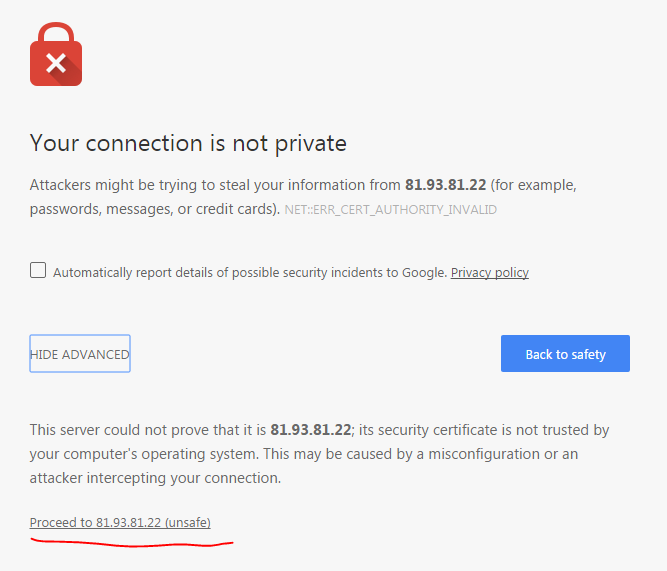 Your connection is not private
Attackers might be trying to steal your information from 81.93.81.22 (for example,
passwords, messages, or credit cards). NET::ERR_CERT_AUTHORITY_INVALID
Automatically report details of possible security incidents to Google. Privacy policy
HIDE ADVANCED
Back to safety
This server could not prove that it is 81.93.81.22; its security certificate is not trusted by
your computer's operating system. This may be caused by a misconfiguration or an
attacker intercepting your connection.
Proceed to 81.93.81.22 (unsafe)